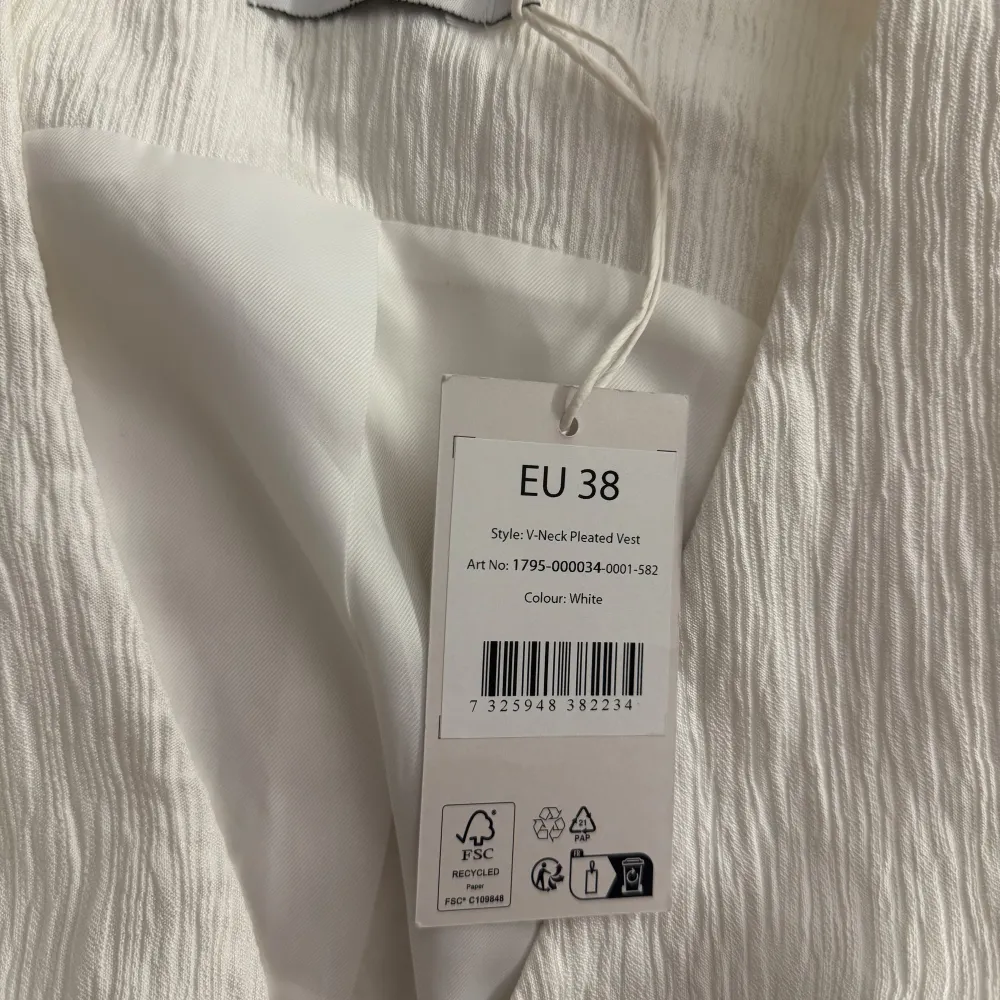 EU 38
Style: V-Neck Pleated Vest
Art No: 1795-000034-0001-582
Colour: White
7 325948 382234
FSC®
RECYCLED
Paper
FSC® C109848
21
PAP
FR